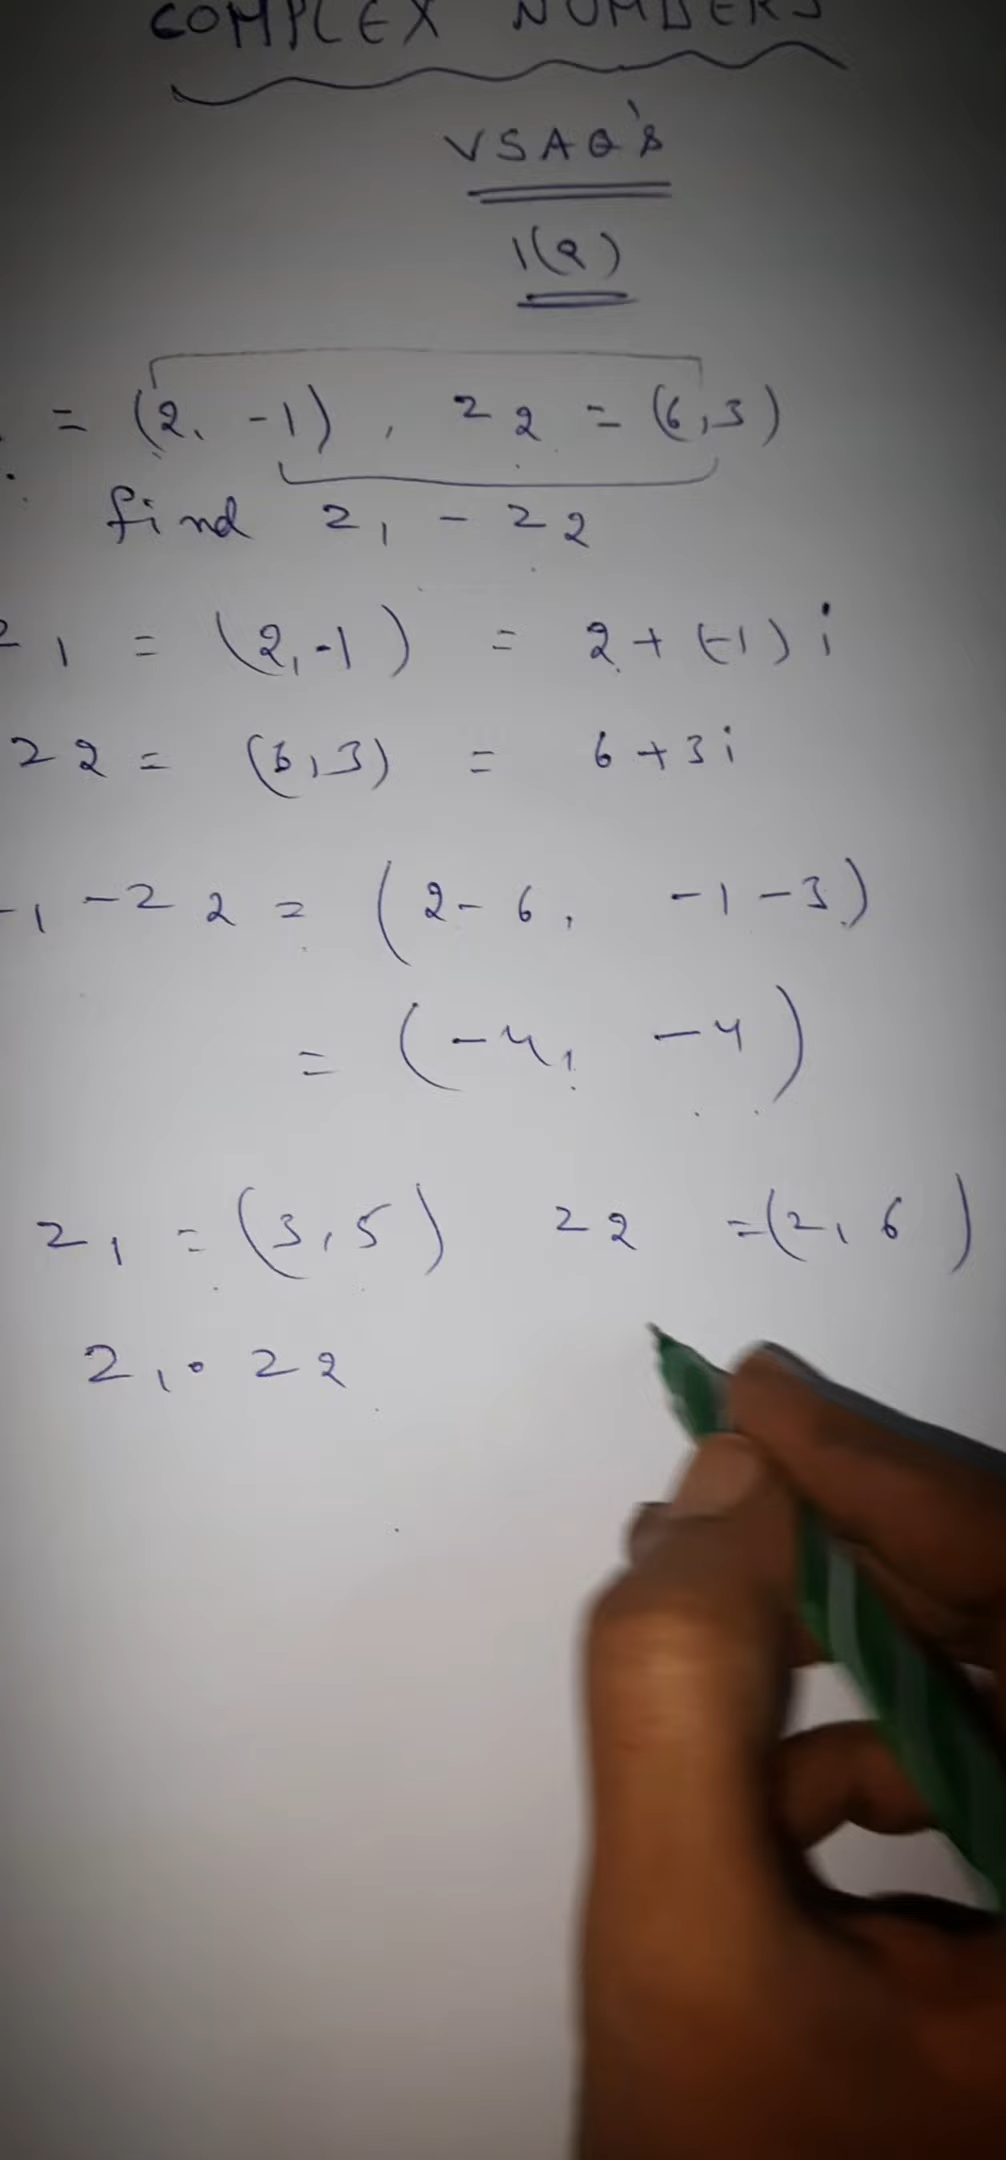 COMPLEX NUMBERS
VSAQ's
1(Q)
= (2, -1), z2 = (6,3)
find z1 - z2
z1 = (2,-1) = 2+(-1)i
z2 = (6,3) = 6+3i
1 - z2 = (2-6, -1-3)
= (-4, -4)
z1 = (3,5) z2 = (2,6)
z1 . z2